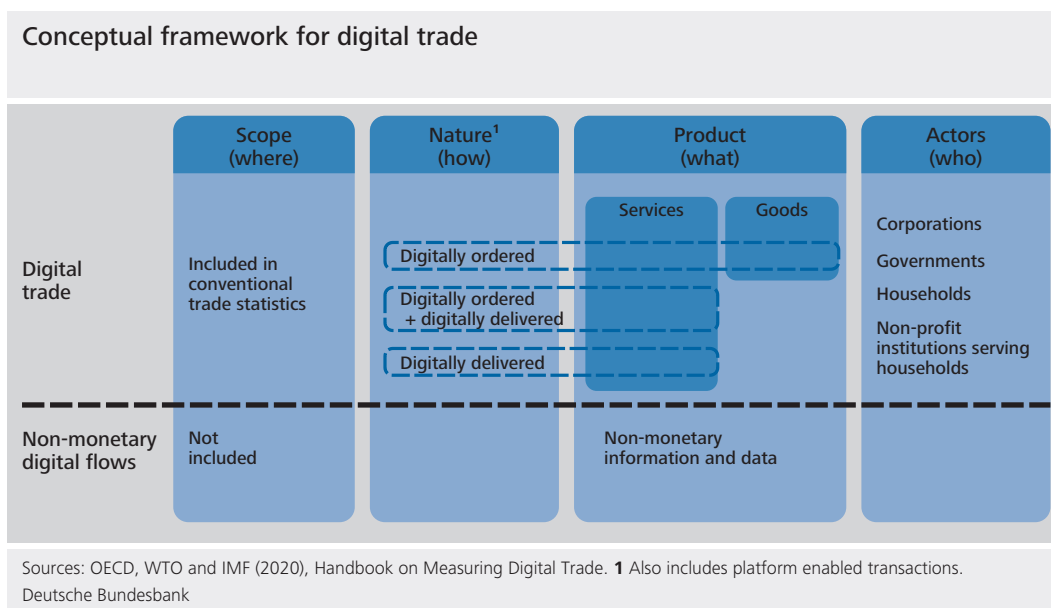 Conceptual framework for digital trade
Scope
(where)
Nature¹
(how)
Product
(what)
Actors
(who)
Services
Goods
Digital
trade
Included in
conventional
trade statistics
Digitally ordered
Digitally ordered
+ digitally delivered
Digitally delivered
Corporations
Governments
Households
Non-profit
institutions serving
households
Non-monetary
digital flows
Not
included
Non-monetary
information and data
Sources: OECD, WTO and IMF (2020), Handbook on Measuring Digital Trade. 1 Also includes platform enabled transactions.
Deutsche Bundesbank